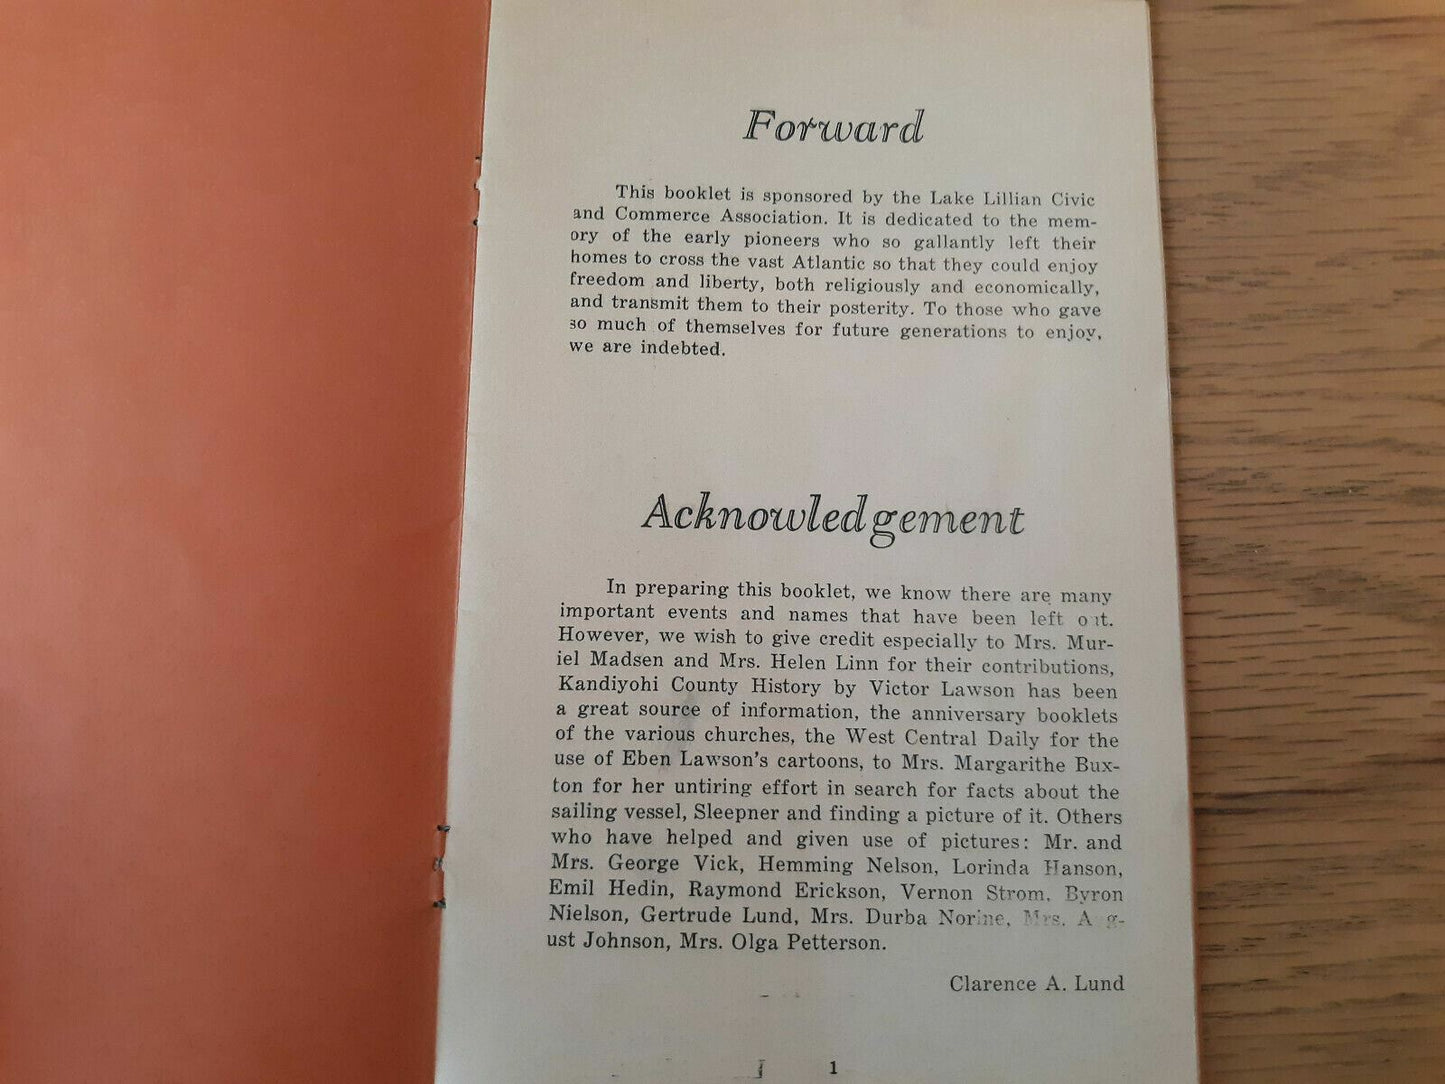 Forward
This booklet is sponsored by the Lake Lillian Civic
and Commerce Association. It is dedicated to the mem-
ory of the early pioneers who so gallantly left their
homes to cross the vast Atlantic so that they could enjoy
freedom and liberty, both religiously and economically,
and transmit them to their posterity. To those who gave
so much of themselves for future generations to enjoy,
we are indebted.
Acknowledgement
In preparing this booklet, we know there are many
important events and names that have been left out.
However, we wish to give credit especially to Mrs. Mur-
iel Madsen and Mrs. Helen Linn for their contributions,
Kandiyohi County History by Victor Lawson has been
a great source of information, the anniversary booklets
of the various churches, the West Central Daily for the
use of Eben Lawson's cartoons, to Mrs. Margarithe Bux-
ton for her untiring effort in search for facts about the
sailing vessel, Sleepner and finding a picture of it. Others
who have helped and given use of pictures: Mr. and
Mrs. George Vick, Hemming Nelson, Lorinda Hanson,
Emil Hedin, Raymond Erickson, Vernon Strom, Byron
Nielson, Gertrude Lund, Mrs. Durba Norine, Mrs. Aug-
ust Johnson, Mrs. Olga Petterson.
Clarence A. Lund
1